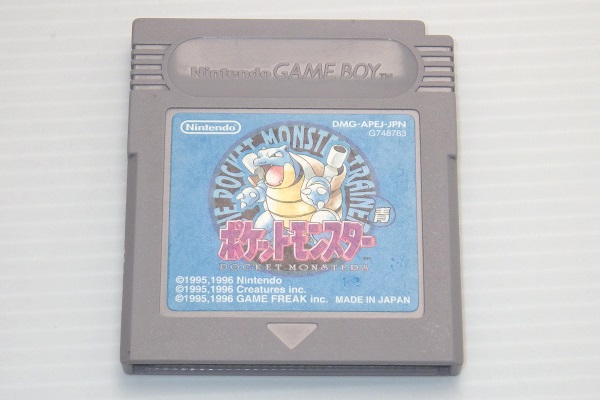 Nintendo GAME BOY TM
Nintendo
DMG-APEJ-JPN
G748783
THE POCKET MONSTER TRAINER
青
ポケットモンスター
POCKET MONSTERS
©1995,1996 Nintendo
©1995,1996 Creatures inc.
©1995,1996 GAME FREAK inc.
MADE IN JAPAN